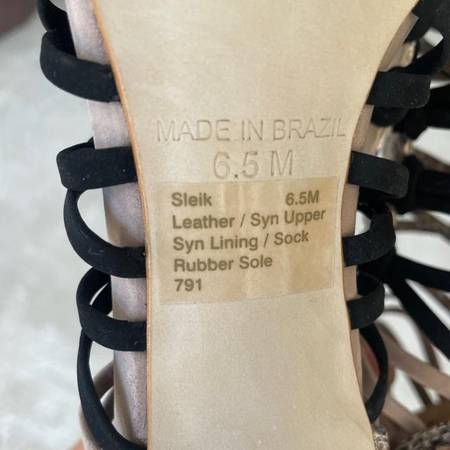 MADE IN BRAZIL
6.5 M
Sleik 6.5M
Leather / Syn Upper
Syn Lining / Sock
Rubber Sole
791